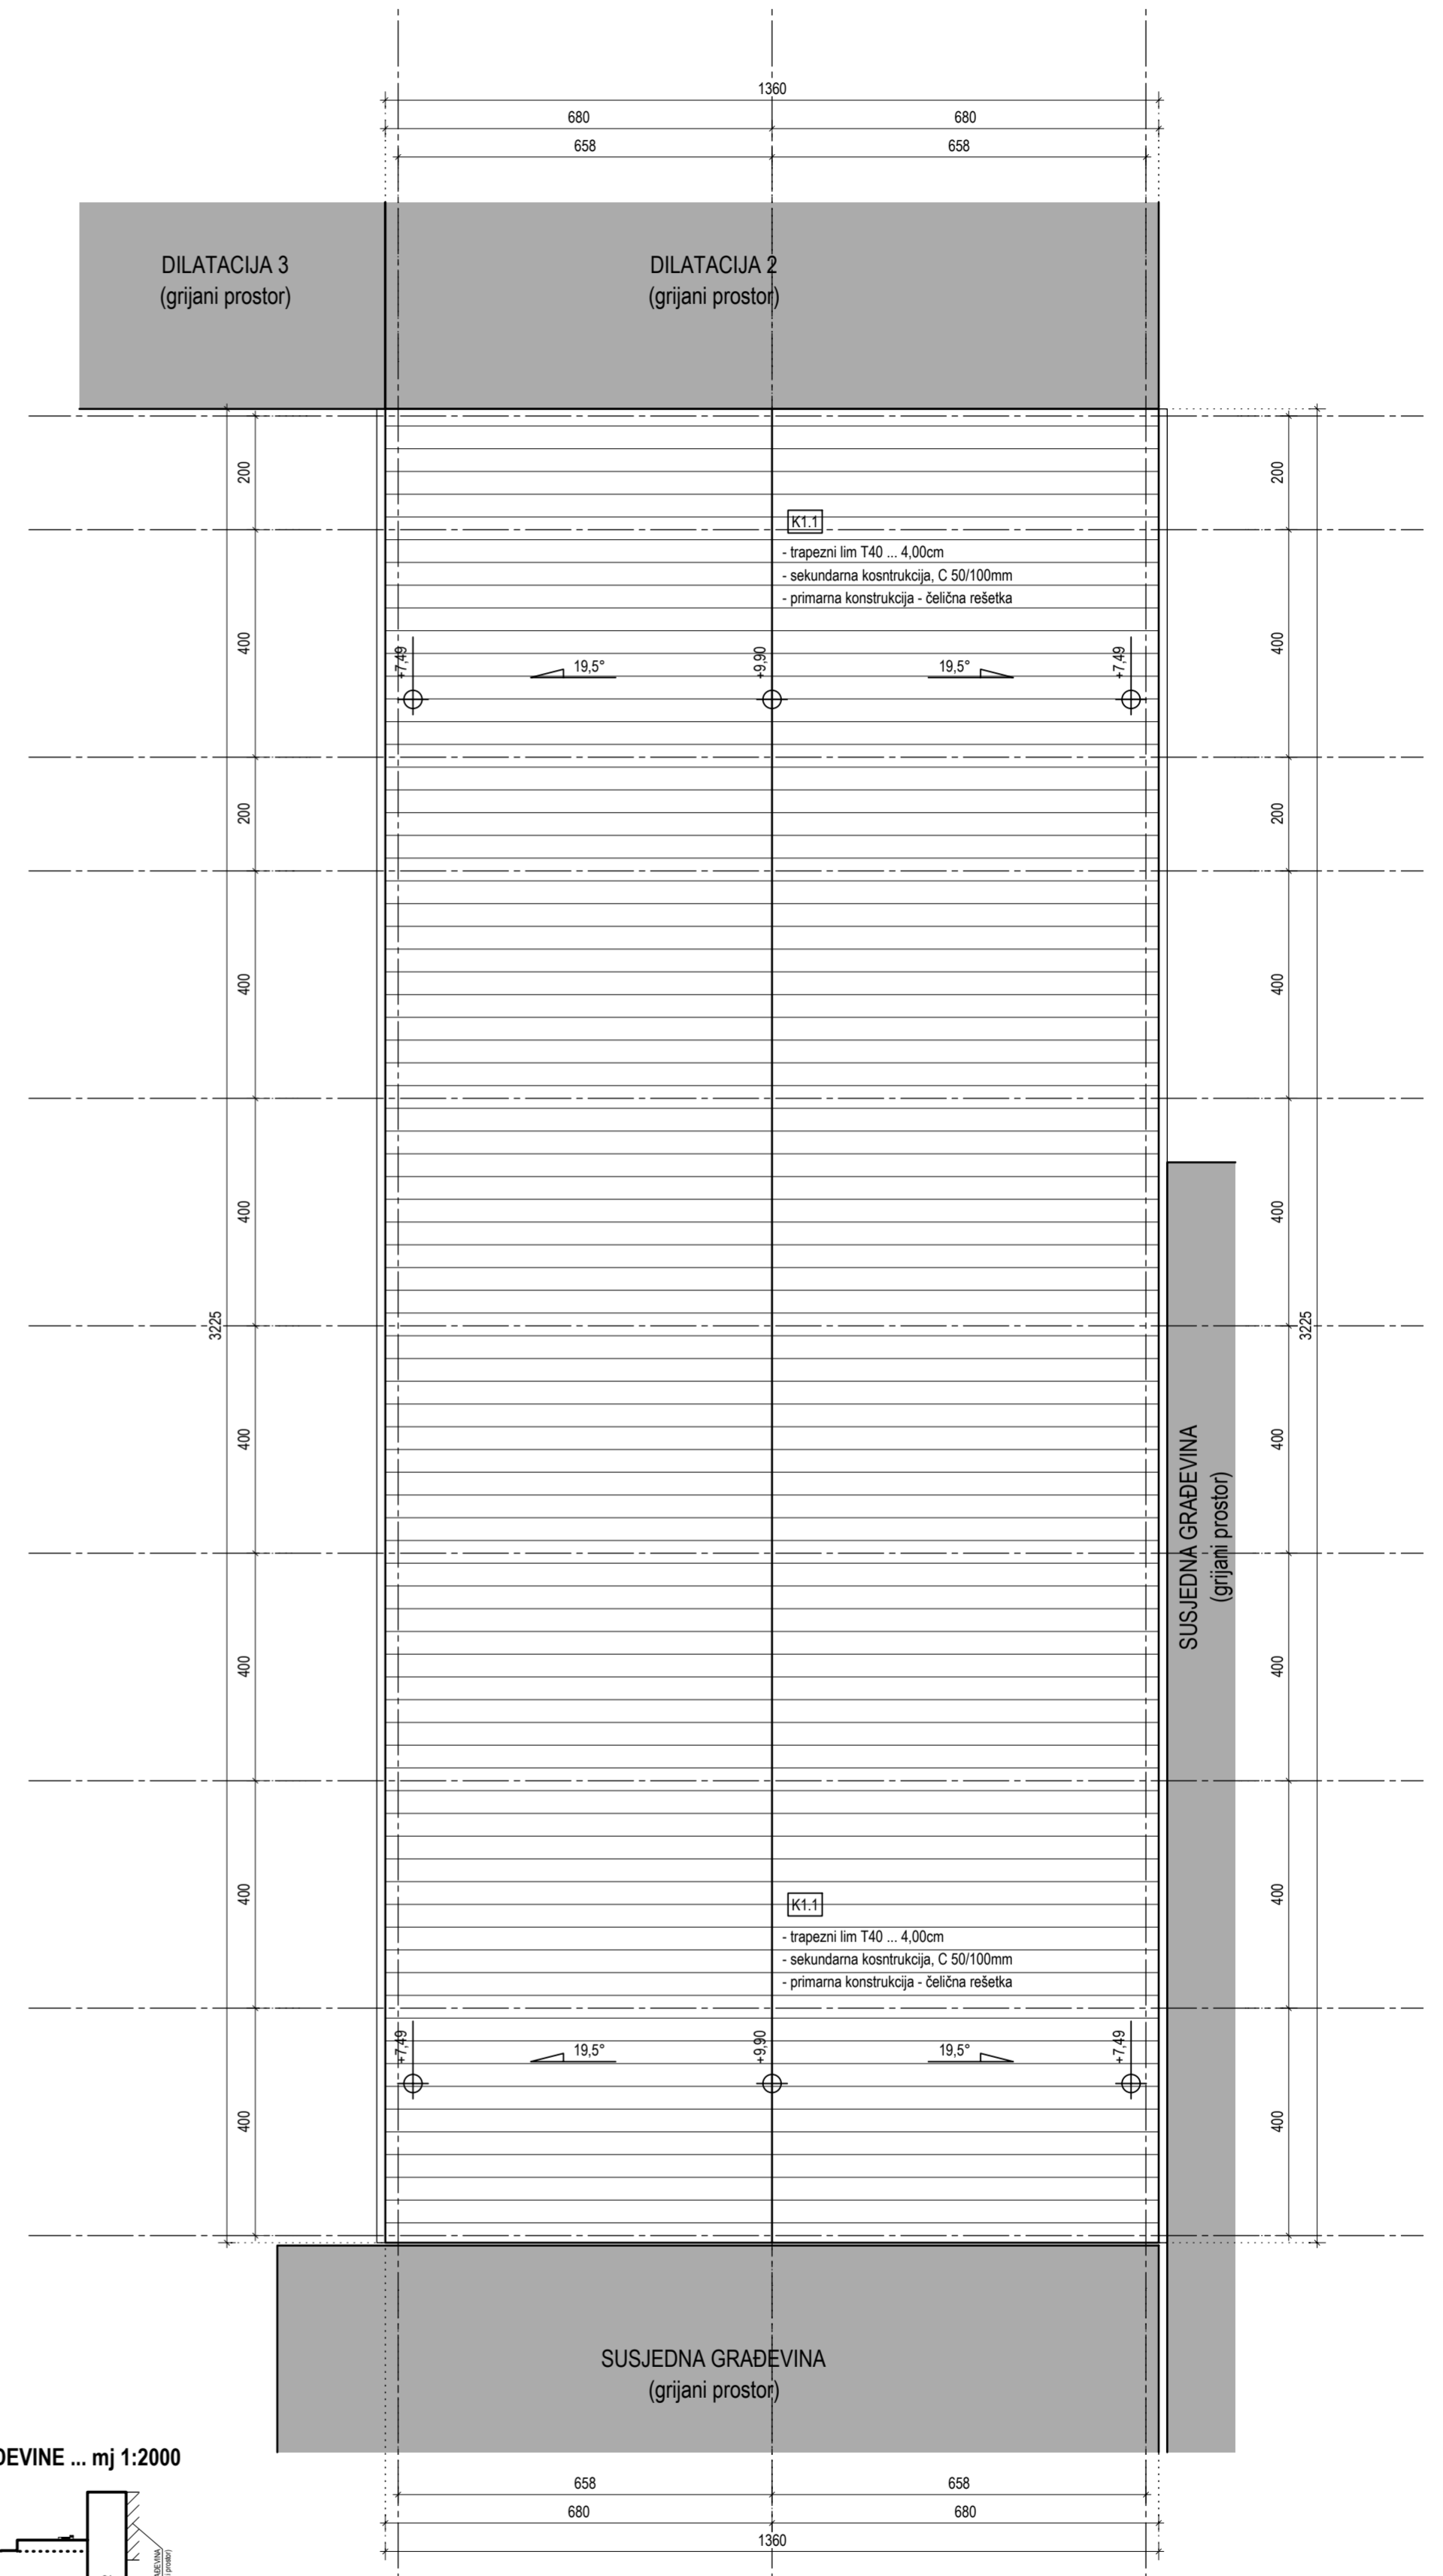 1360
680 680
658 658
DILATACIJA 3
(grijani prostor)
DILATACIJA 2
(grijani prostor)
200 200
K1.1
- trapezni lim T40 ... 4,00cm
- sekundarna kosntrukcija, C 50/100mm
- primarna konstrukcija - čelična rešetka
400 400
+7,49 19,5° +9,90 19,5° +7,49
200 200
400 400
400 400
3225 3225
400 400
SUSJEDNA GRAĐEVINA
(grijani prostor)
400 400
400 400
K1.1
- trapezni lim T40 ... 4,00cm
- sekundarna kosntrukcija, C 50/100mm
- primarna konstrukcija - čelična rešetka
+7,49 19,5° +9,90 19,5° +7,49
400 400
SUSJEDNA GRAĐEVINA
(grijani prostor)
ĐEVINE ... mj 1:2000
658 658
680 680
1360